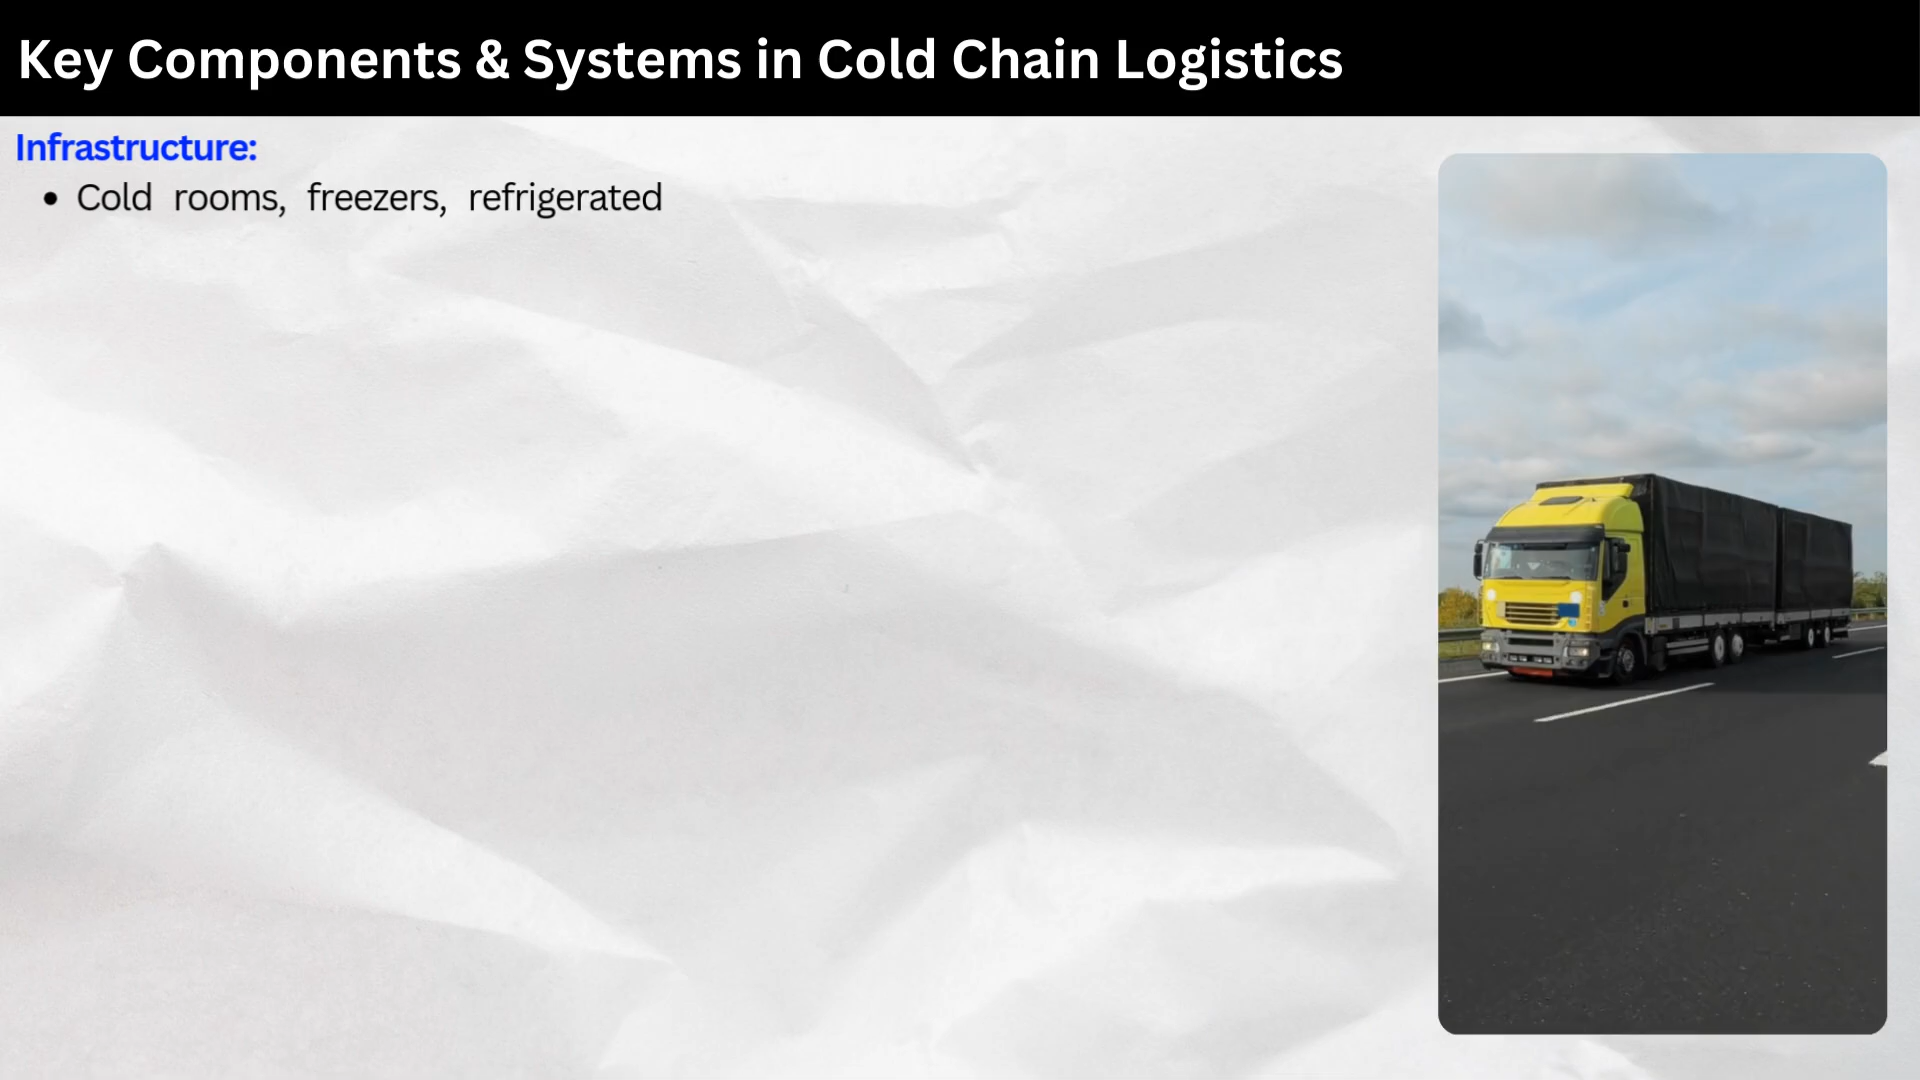 Key Components & Systems in Cold Chain Logistics
Infrastructure:
• Cold rooms, freezers, refrigerated